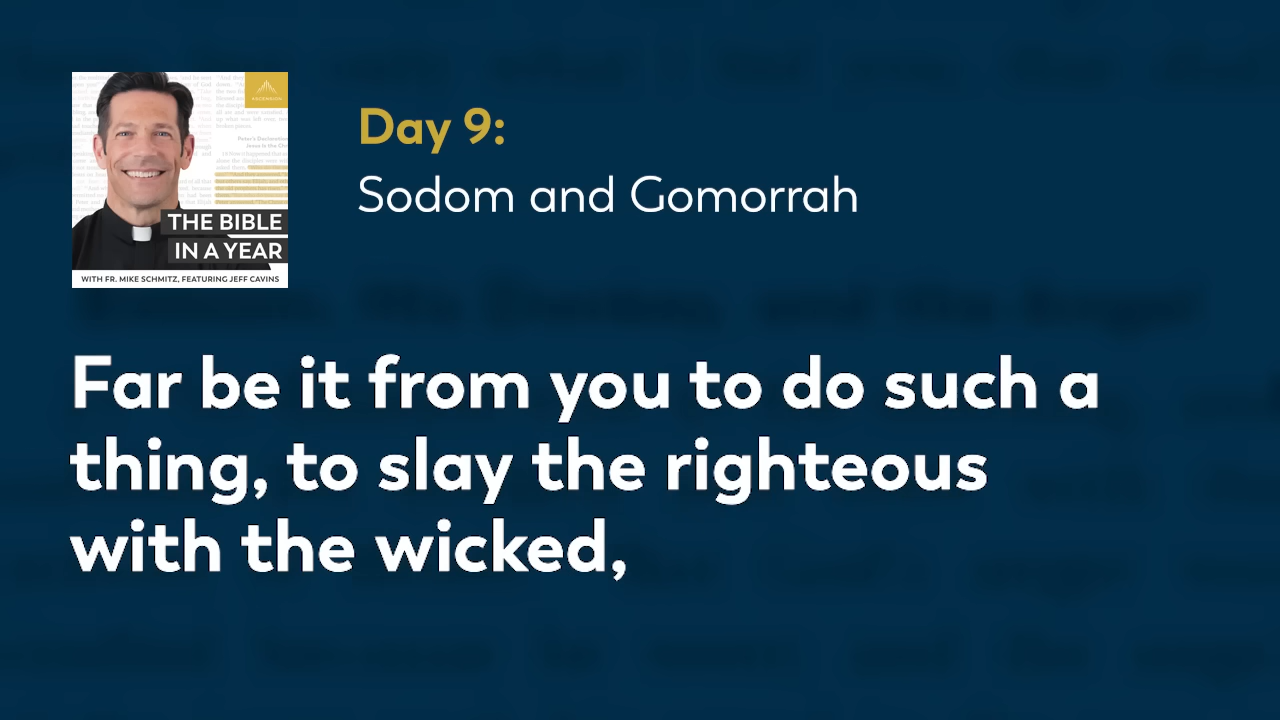 ASCENSION
THE BIBLE
IN A YEAR
WITH FR. MIKE SCHMITZ, FEATURING JEFF CAVINS
Day 9:
Sodom and Gomorrah
Far be it from you to do such a
thing, to slay the righteous
with the wicked,